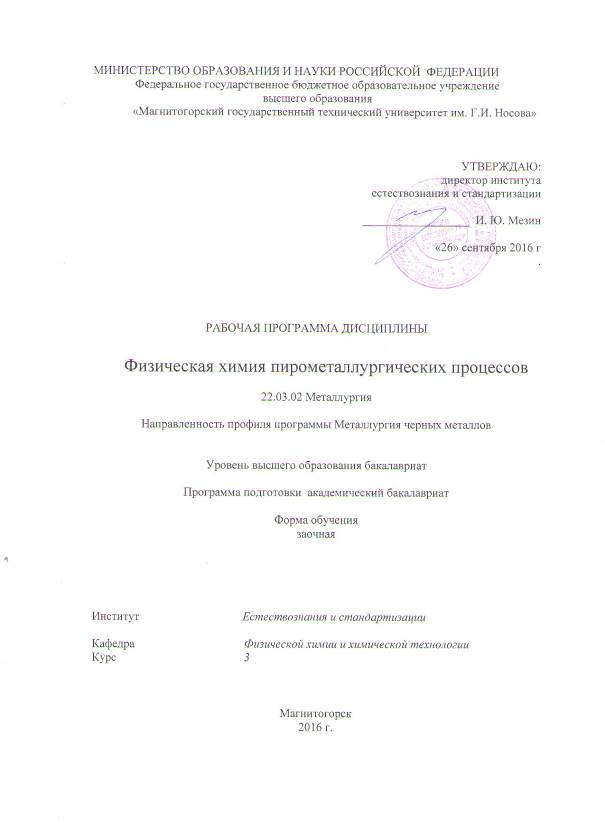 МИНИСТЕРСТВО ОБРАЗОВАНИЯ И НАУКИ РОССИЙСКОЙ ФЕДЕРАЦИИ
Федеральное государственное бюджетное образовательное учреждение
высшего образования
«Магнитогорский государственный технический университет им. Г.И. Носова»
УТВЕРЖДАЮ:
директор института
естествознания и стандартизации
И. Ю. Мезин
«26» сентября 2016 г
.
РАБОЧАЯ ПРОГРАММА ДИСЦИПЛИНЫ
Физическая химия пирометаллургических процессов
22.03.02 Металлургия
Направленность профиля программы Металлургия черных металлов
Уровень высшего образования бакалавриат
Программа подготовки академический бакалавриат
Форма обучения
заочная
Институт Естествознания и стандартизации
Кафедра Физической химии и химической технологии
Курс 3
Магнитогорск
2016 г.